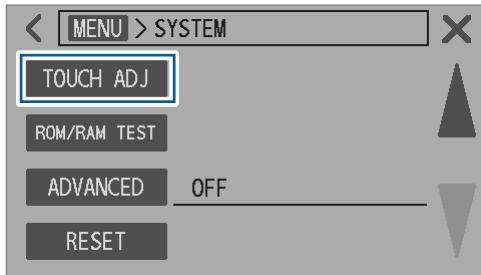 MENU > SYSTEM
TOUCH ADJ
ROM/RAM TEST
ADVANCED OFF
RESET